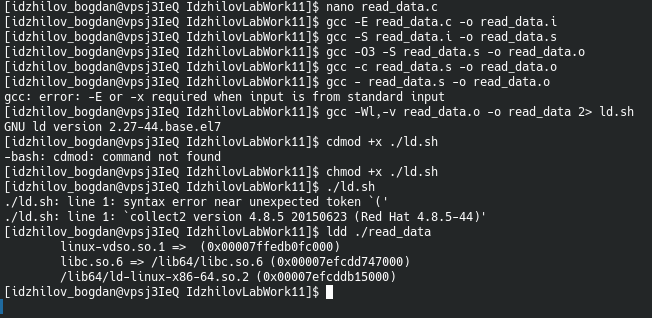 [idzhilov_bogdan@vpsj3IeQ IdzhilovLabWork11]$ nano read_data.c
[idzhilov_bogdan@vpsj3IeQ IdzhilovLabWork11]$ gcc -E read_data.c -o read_data.i
[idzhilov_bogdan@vpsj3IeQ IdzhilovLabWork11]$ gcc -S read_data.i -o read_data.s
[idzhilov_bogdan@vpsj3IeQ IdzhilovLabWork11]$ gcc -O3 -S read_data.s -o read_data.o
[idzhilov_bogdan@vpsj3IeQ IdzhilovLabWork11]$ gcc -c read_data.s -o read_data.o
[idzhilov_bogdan@vpsj3IeQ IdzhilovLabWork11]$ gcc - read_data.s -o read_data.o
gcc: error: -E or -x required when input is from standard input
[idzhilov_bogdan@vpsj3IeQ IdzhilovLabWork11]$ gcc -Wl,-v read_data.o -o read_data 2> ld.sh
GNU ld version 2.27-44.base.el7
[idzhilov_bogdan@vpsj3IeQ IdzhilovLabWork11]$ cdmod +x ./ld.sh
-bash: cdmod: command not found
[idzhilov_bogdan@vpsj3IeQ IdzhilovLabWork11]$ chmod +x ./ld.sh
[idzhilov_bogdan@vpsj3IeQ IdzhilovLabWork11]$ ./ld.sh
./ld.sh: line 1: syntax error near unexpected token `('
./ld.sh: line 1: `collect2 version 4.8.5 20150623 (Red Hat 4.8.5-44)'
[idzhilov_bogdan@vpsj3IeQ IdzhilovLabWork11]$ ldd ./read_data
linux-vdso.so.1 =>  (0x00007ffedb0fc000)
libc.so.6 => /lib64/libc.so.6 (0x00007efcdd747000)
/lib64/ld-linux-x86-64.so.2 (0x00007efcddb15000)
[idzhilov_bogdan@vpsj3IeQ IdzhilovLabWork11]$